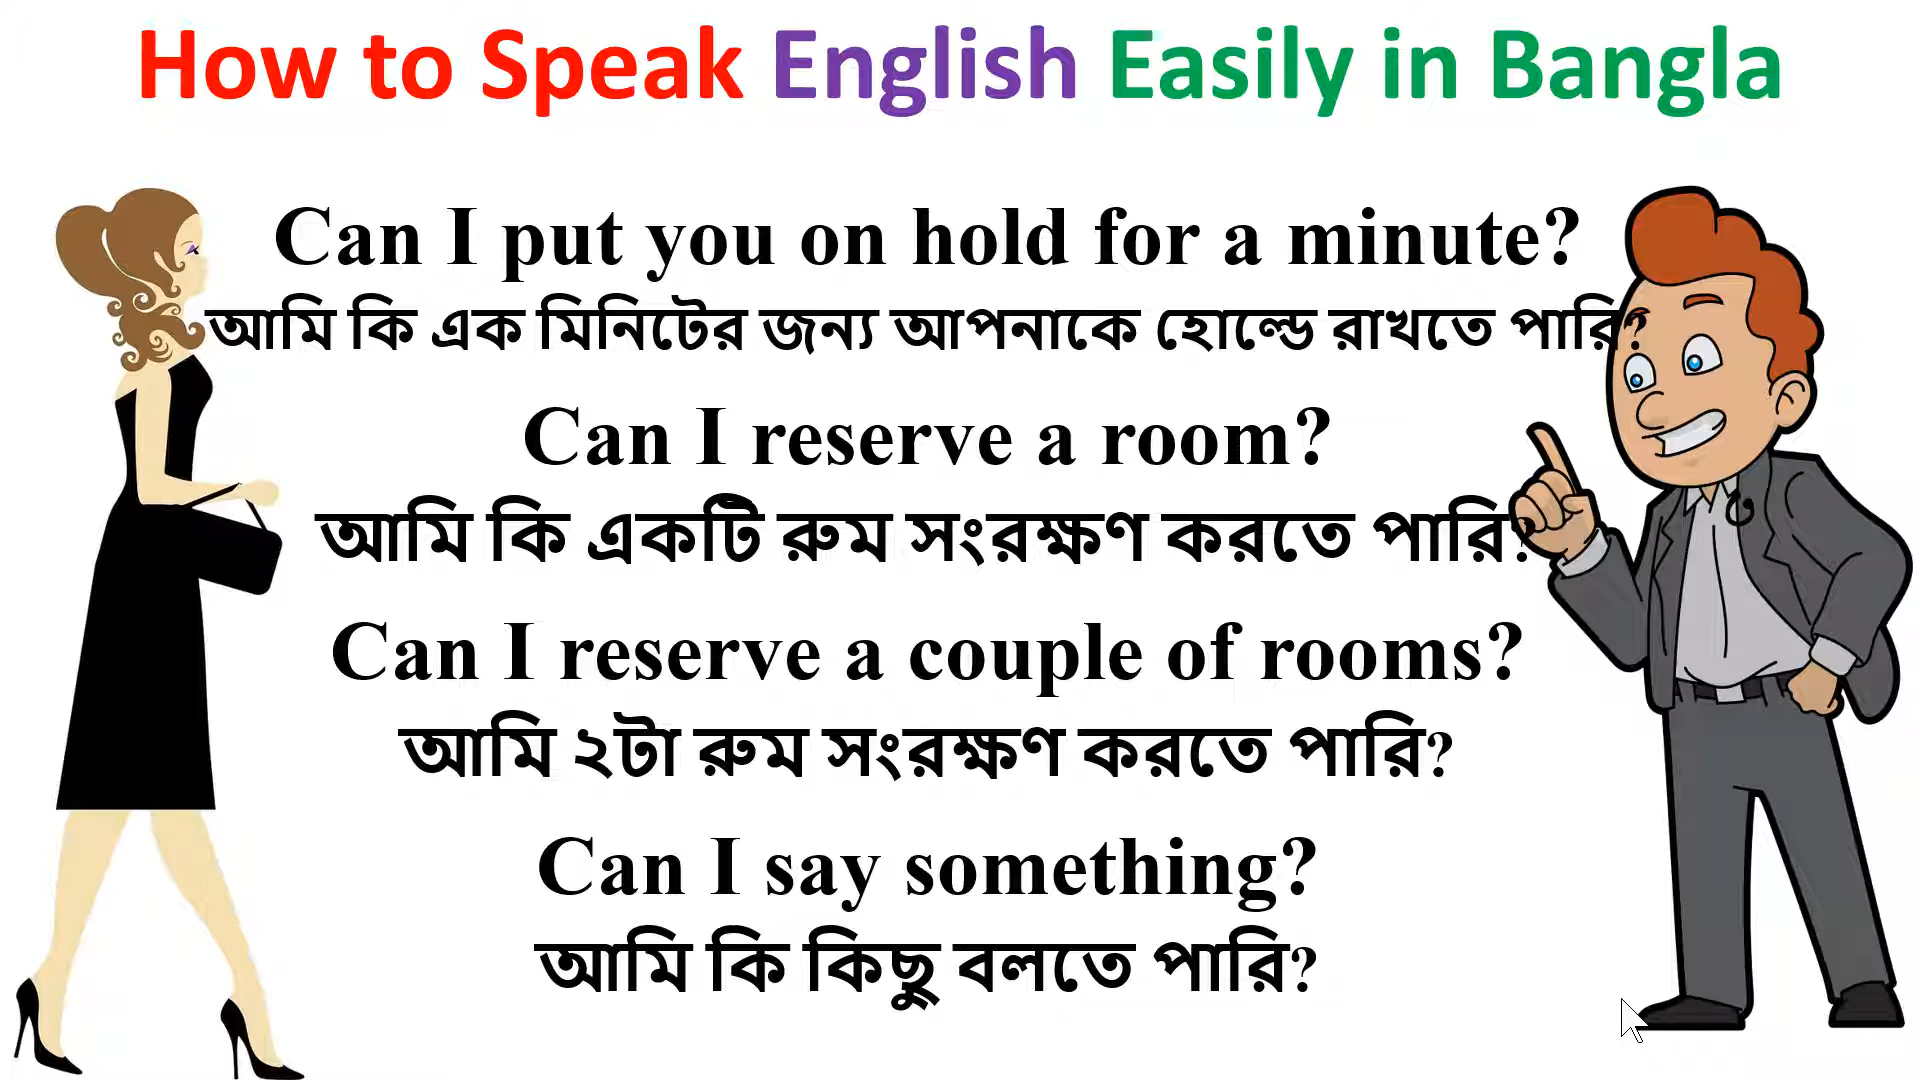 How to Speak English Easily in Bangla
Can I put you on hold for a minute?
আমি কি এক মিনিটের জন্য আপনাকে হোল্ডে রাখতে পারি?
Can I reserve a room?
আমি কি একটি রুম সংরক্ষণ করতে পারি?
Can I reserve a couple of rooms?
আমি ২টা রুম সংরক্ষণ করতে পারি?
Can I say something?
আমি কি কিছু বলতে পারি?